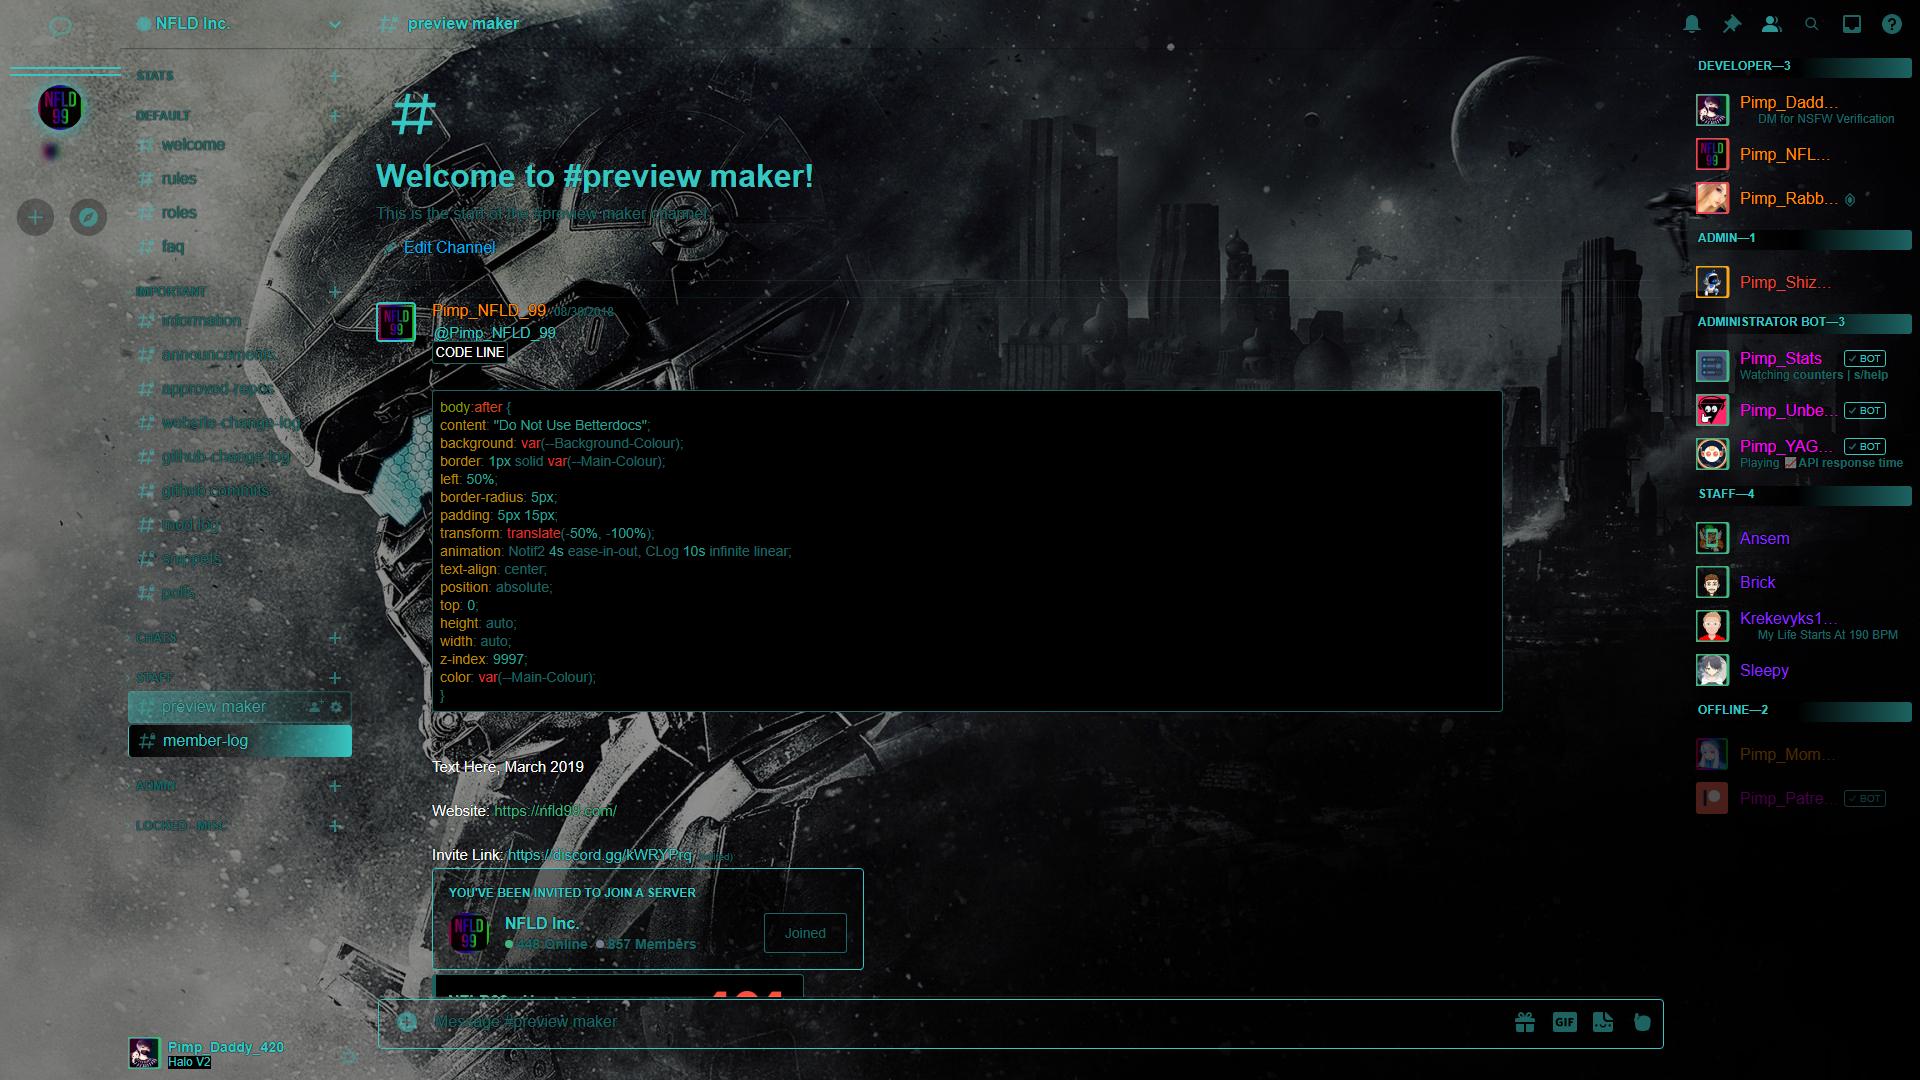 NFLD Inc.
preview maker
STATS
DEFAULT
welcome
rules
roles
faq
IMPORTANT
information
announcements
approved-repos
website-change-log
github-change-log
github-commits
mod-log
snippets
polls
CHATS
STAFF
preview maker
member-log
ADMIN
LOCKED - MISC
Pimp_Daddy_420
Halo V2
NFLD
99
#
Welcome to #preview maker!
This is the start of the #preview maker channel.
Edit Channel
NFLD
99
Pimp_NFLD_99 08/30/2018
@Pimp_NFLD_99
CODE LINE
body:after {
content: "Do Not Use Betterdocs";
background: var(--Background-Colour);
border: 1px solid var(--Main-Colour);
left: 50%;
border-radius: 5px;
padding: 5px 15px;
transform: translate(-50%, -100%);
animation: Notif2 4s ease-in-out, CLog 10s infinite linear;
text-align: center;
position: absolute;
top: 0;
height: auto;
width: auto;
z-index: 9997;
color: var(--Main-Colour);
}
Text Here, March 2019
Website: https://nfld99.com/
Invite Link: https://discord.gg/kWRYPrq (edited)
YOU'VE BEEN INVITED TO JOIN A SERVER
NFLD
99
NFLD Inc.
448 Online 857 Members
Joined
Message #preview maker
GIF
DEVELOPER—3
Pimp_Dadd...
DM for NSFW Verification
NFLD
99
Pimp_NFL...
Pimp_Rabb...
ADMIN—1
Pimp_Shiz...
ADMINISTRATOR BOT—3
Pimp_Stats ✓ BOT
Watching counters | s/help
Pimp_Unbe... ✓ BOT
Pimp_YAG... ✓ BOT
Playing API response time
STAFF—4
Ansem
Brick
Krekevyks1...
My Life Starts At 190 BPM
Sleepy
OFFLINE—2
Pimp_Mom...
Pimp_Patre... ✓ BOT